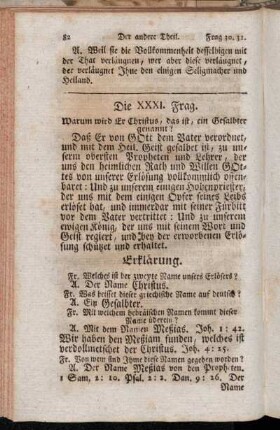 82 Der andere Theil. Frag 30. 31.
A. Weil sie die Vollkommenheit desselbigen mit
der That verläugnen, wer aber diese verläugnet,
der verläugnet Ihne den einigen Seligmacher und
Heiland.
Die XXXI. Frag.
Warum wird Er Christus, das ist, ein Gesalbter
genannt?
Daß Er von GOtt dem Vater verordnet,
und mit dem Heil. Geist gesalbet ist, zu un-
serm obersten Propheten und Lehrer, der
uns den heimlichen Rath und Willen GOt-
tes von unserer Erlösung vollkommlich offen-
baret: Und zu unserem einigen Hohenpriester,
der uns mit dem einigen Opfer seines Leibs
erlöset hat, und immerdar mit seiner Fürbitt
vor dem Vater vertrittet: Und zu unserem
ewigen König, der uns mit seinem Wort und
Geist regiert, und bey der erworbenen Erlö-
sung schützet und erhaltet.
Erklärung.
Fr. Welches ist der zweyte Name unsers Erlösers?
A. Der Name Christus.
Fr. Was heisset dieser griechische Name auf deutsch?
A. Ein Gesalbter.
Fr. Mit welchem hebräischen Namen kommt dieser
Name überein?
A. Mit dem Namen Meßias. Joh. 1: 42.
Wir haben den Meßiam funden, welches ist
verdollmetschet der Christus. Joh. 4: 25.
Fr. Von wem sind Ihme diese Namen gegeben worden?
A. Der Name Meßias von den Proph-ten.
1 Sam. 2: 10. Psal. 2: 2. Dan. 9: 26. Der
Name